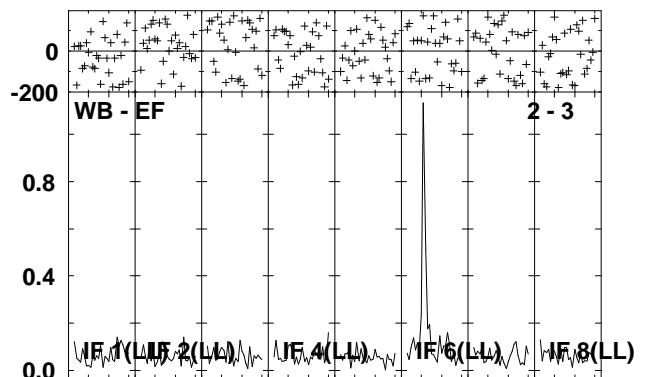 0
-200
WB - EF 2 - 3
0.8
0.4
0.0
IF 1(LL) IF 2(LL) IF 4(LL) IF 6(LL) IF 8(LL)